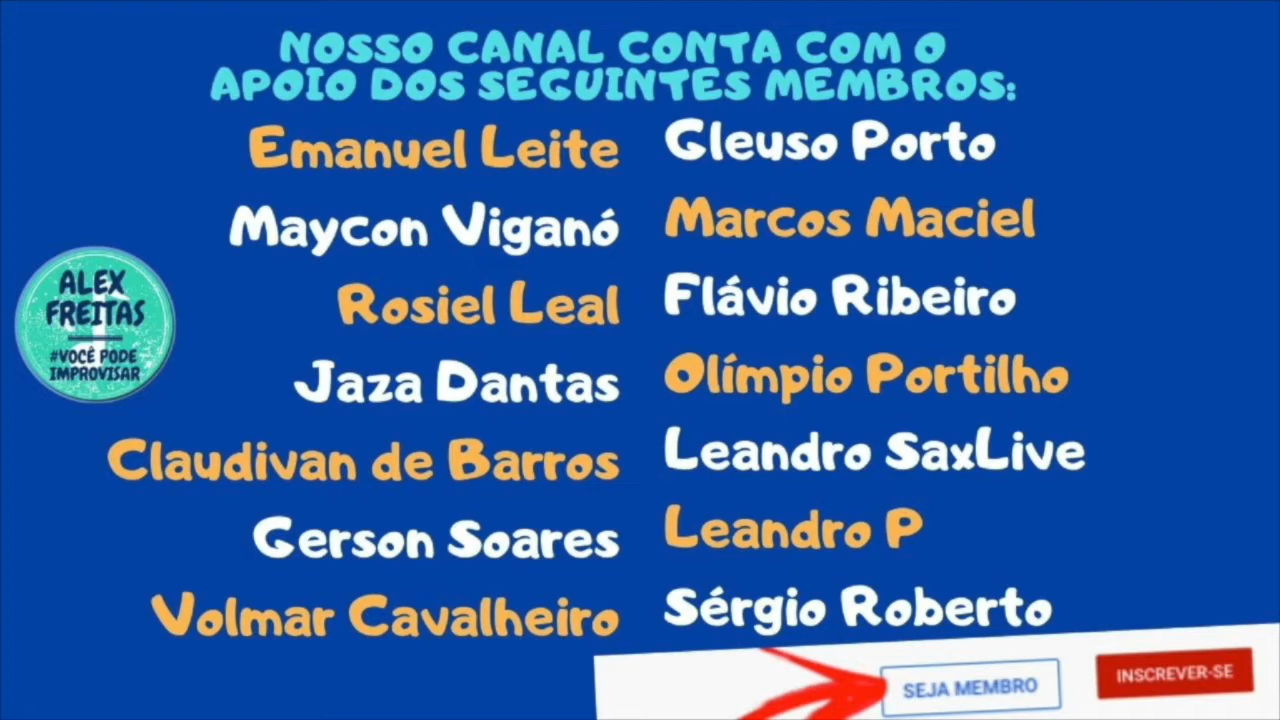 NOSSO CANAL CONTA COM O
APOIO DOS SEGUINTES MEMBROS:
Emanuel Leite
Maycon Viganó
Rosiel Leal
Jaza Dantas
Claudivan de Barros
Gerson Soares
Volmar Cavalheiro
Gleuso Porto
Marcos Maciel
Flávio Ribeiro
Olímpio Portilho
Leandro SaxLive
Leandro P
Sérgio Roberto
ALEX
FREITAS
#VOCÊ PODE
IMPROVISAR
SEJA MEMBRO
INSCREVER-SE